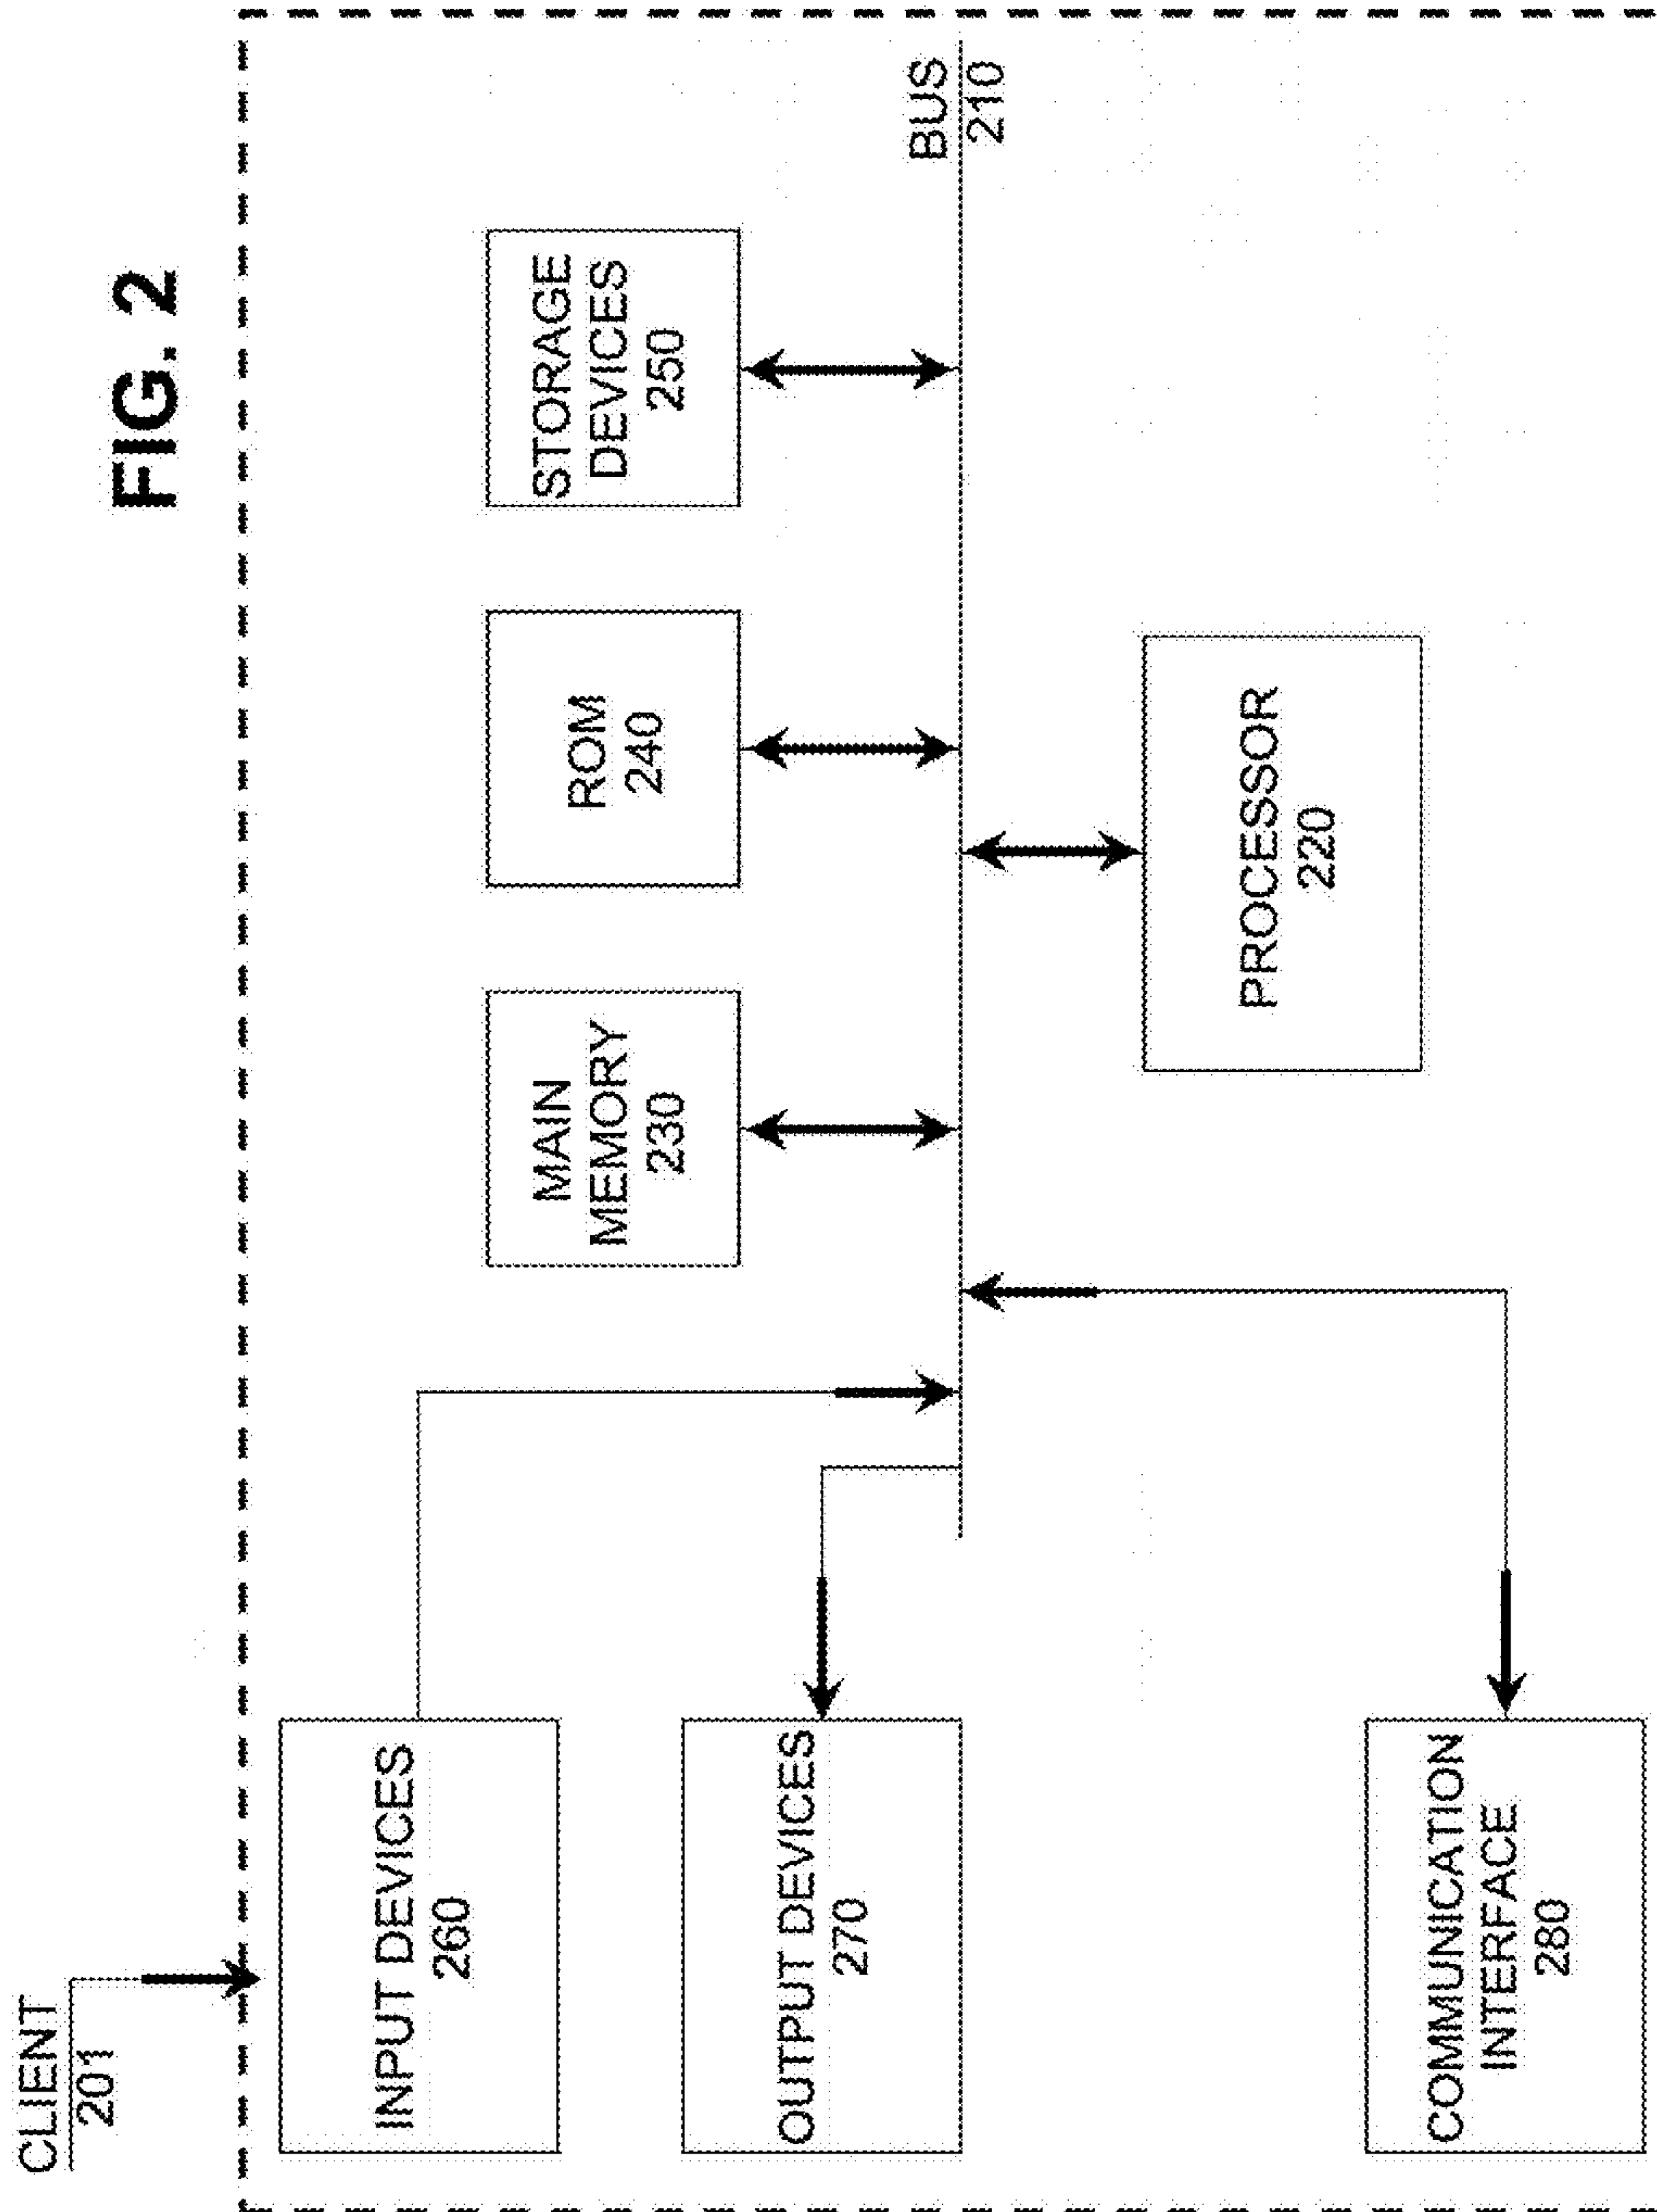 FIG. 2
CLIENT
201
INPUT DEVICES
260
MAIN
MEMORY
230
ROM
240
STORAGE
DEVICES
250
OUTPUT DEVICES
270
BUS
210
COMMUNICATION
INTERFACE
280
PROCESSOR
220